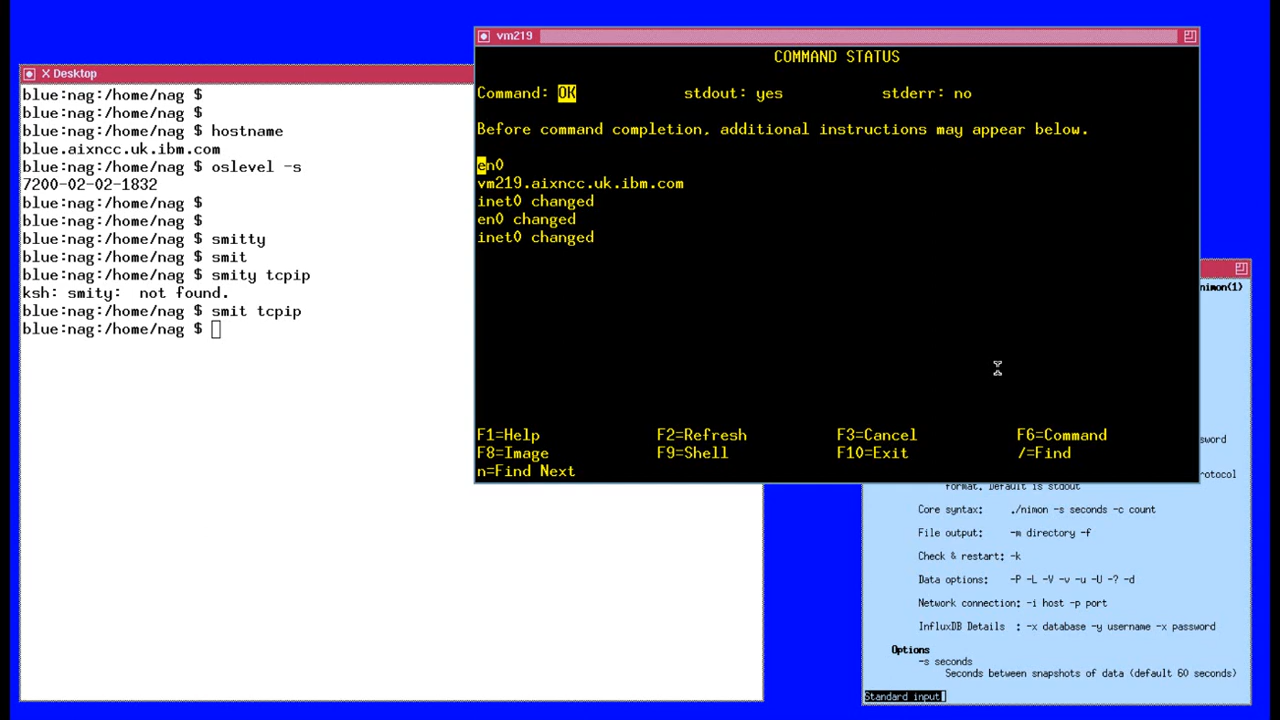 X Desktop
blue:nag:/home/nag $
blue:nag:/home/nag $
blue:nag:/home/nag $ hostname
blue.aixncc.uk.ibm.com
blue:nag:/home/nag $ oslevel -s
7200-02-02-1832
blue:nag:/home/nag $
blue:nag:/home/nag $
blue:nag:/home/nag $ smitty
blue:nag:/home/nag $ smit
blue:nag:/home/nag $ smity tcpip
ksh: smity:  not found.
blue:nag:/home/nag $ smit tcpip
blue:nag:/home/nag $
vm219
COMMAND STATUS
Command: OK stdout: yes stderr: no
Before command completion, additional instructions may appear below.
en0
vm219.aixncc.uk.ibm.com
inet0 changed
en0 changed
inet0 changed
F1=Help F2=Refresh F3=Cancel F6=Command
F8=Image F9=Shell F10=Exit /=Find
n=Find Next
nimon(1)
format. Default is stdout
Core syntax: ./nimon -s seconds -c count
File output: -m directory -f
Check & restart: -k
Data options: -P -L -V -v -u -U -? -d
Network connection: -i host -p port
InfluxDB Details : -x database -y username -x password
Options
-s seconds
Seconds between snapshots of data (default 60 seconds)
Standard input